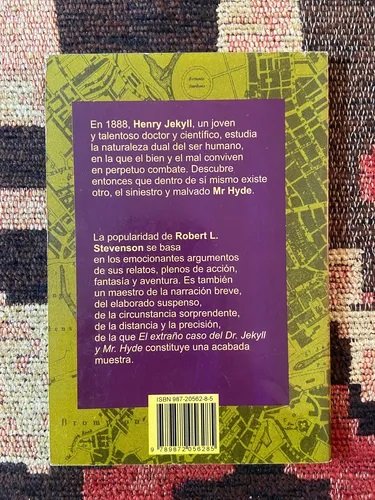 En 1888, Henry Jekyll, un joven
y talentoso doctor y científico, estudia
la naturaleza dual del ser humano,
en la que el bien y el mal conviven
en perpetuo combate. Descubre
entonces que dentro de sí mismo existe
otro, el siniestro y malvado Mr Hyde.
La popularidad de Robert L.
Stevenson se basa
en los emocionantes argumentos
de sus relatos, plenos de acción,
fantasía y aventura. Es también
un maestro de la narración breve,
del elaborado suspenso,
de la circunstancia sorprendente,
de la distancia y la precisión,
de la que El extraño caso del Dr. Jekyll
y Mr. Hyde constituye una acabada
muestra.
ISBN 987-20562-8-5
9 789872 056285